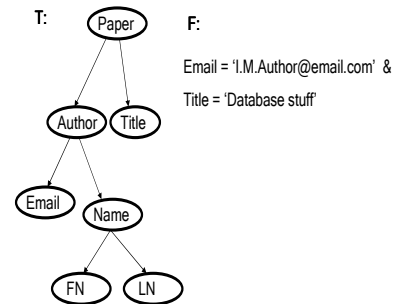 T:
F:
Paper
Email = ‘I.M.Author@email.com’ &
Title = ‘Database stuff’
Author
Title
Email
Name
FN
LN